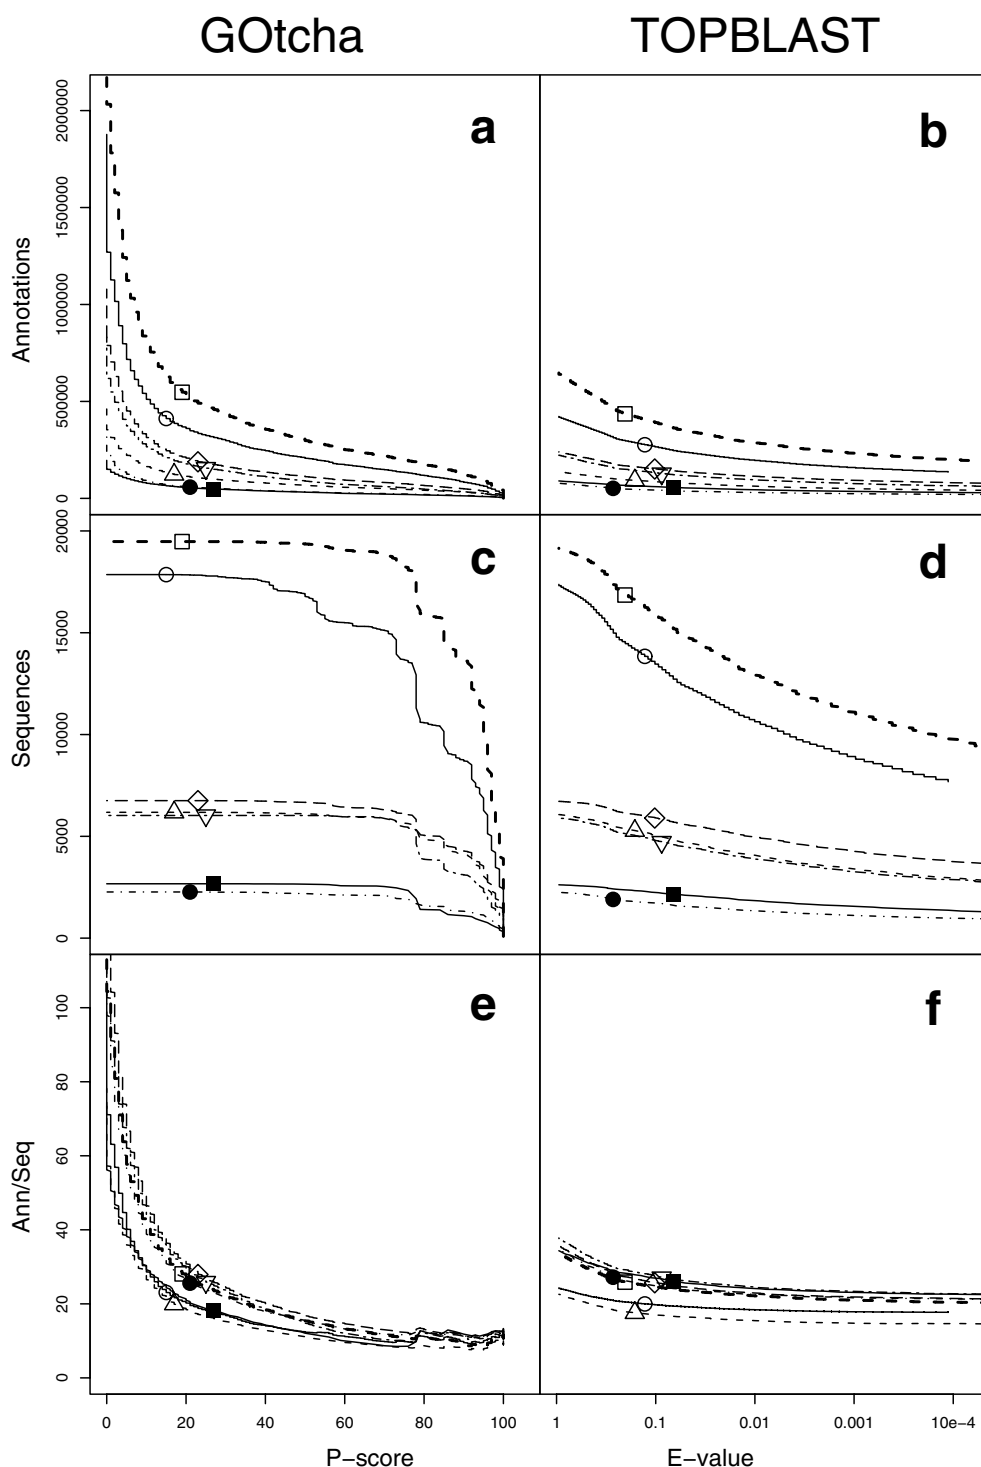 GOtcha TOPBLAST
a b
Annotations
0 500000 1000000 1500000 2000000
c d
Sequences
0 5000 10000 15000 20000
e f
Ann/Seq
0 20 40 60 80 100
0 20 40 60 80 100 1 0.1 0.01 0.001 10e-4
P-score E-value